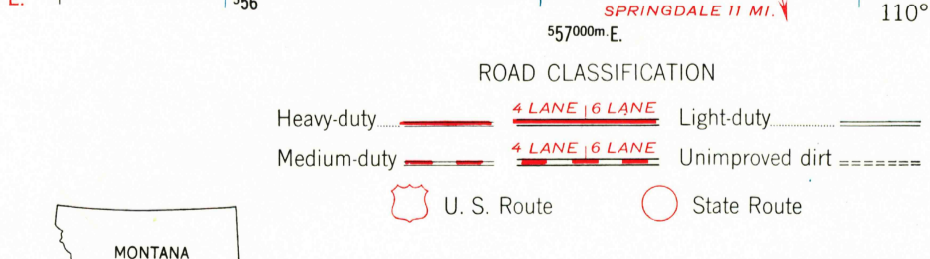 E.
556
SPRINGDALE 11 MI.
110°
557000m. E.
ROAD CLASSIFICATION
Heavy-duty 4 LANE 6 LANE Light-duty
Medium-duty 4 LANE 6 LANE Unimproved dirt
U. S. Route State Route
MONTANA